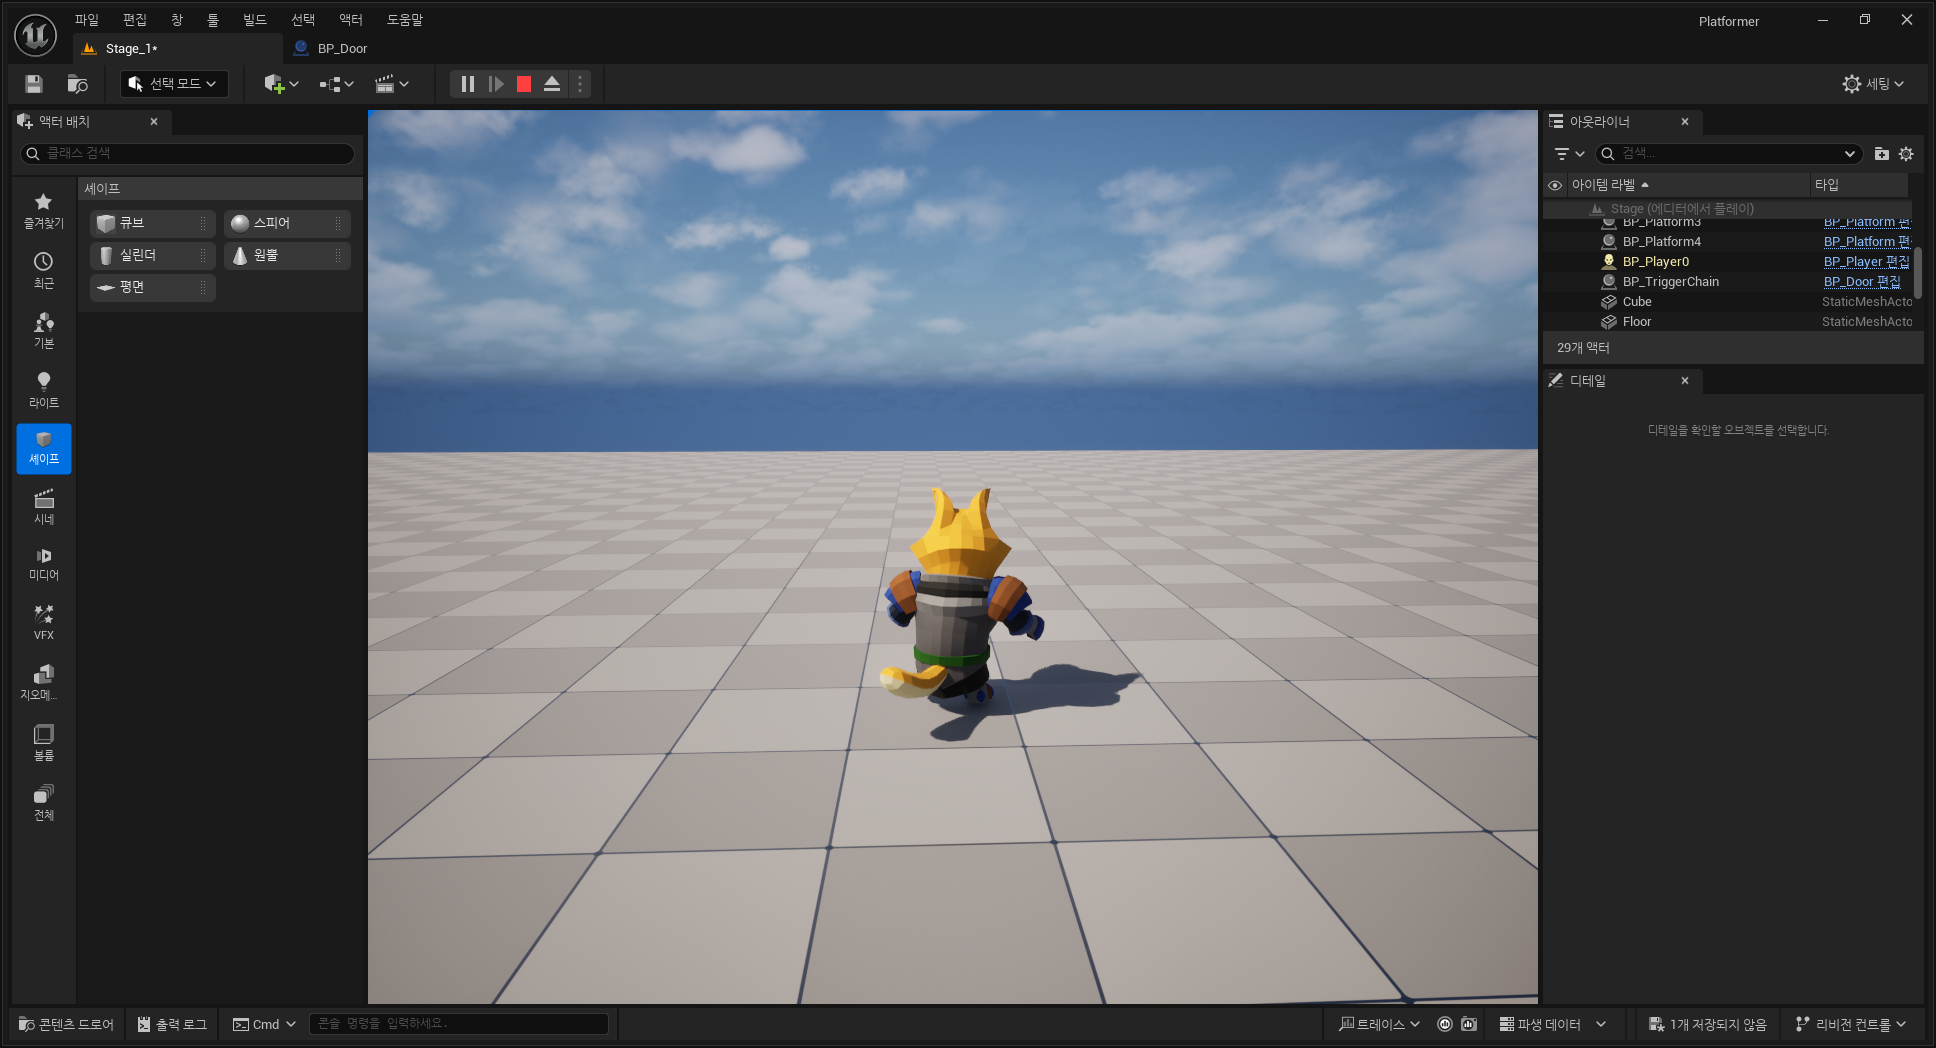 파일 편집 창 툴 빌드 선택 액터 도움말
Platformer
Stage_1*
BP_Door
선택 모드
세팅
액터 배치
클래스 검색
즐겨찾기
최근
기본
라이트
셰이프
시네
미디어
VFX
지오메...
볼륨
전체
셰이프
큐브 스피어
실린더 원뿔
평면
아웃라이너
검색...
아이템 라벨 타입
Stage (에디터에서 플레이)
BP_Platform3 BP_Platform 편
BP_Platform4 BP_Platform 편
BP_Player0 BP_Player 편집
BP_TriggerChain BP_Door 편집
Cube StaticMeshActo
Floor StaticMeshActo
29개 액터
디테일
디테일을 확인할 오브젝트를 선택합니다.
콘텐츠 드로어 출력 로그 Cmd 콘솔 명령을 입력하세요. 트레이스 파생 데이터 1개 저장되지 않음 리비전 컨트롤